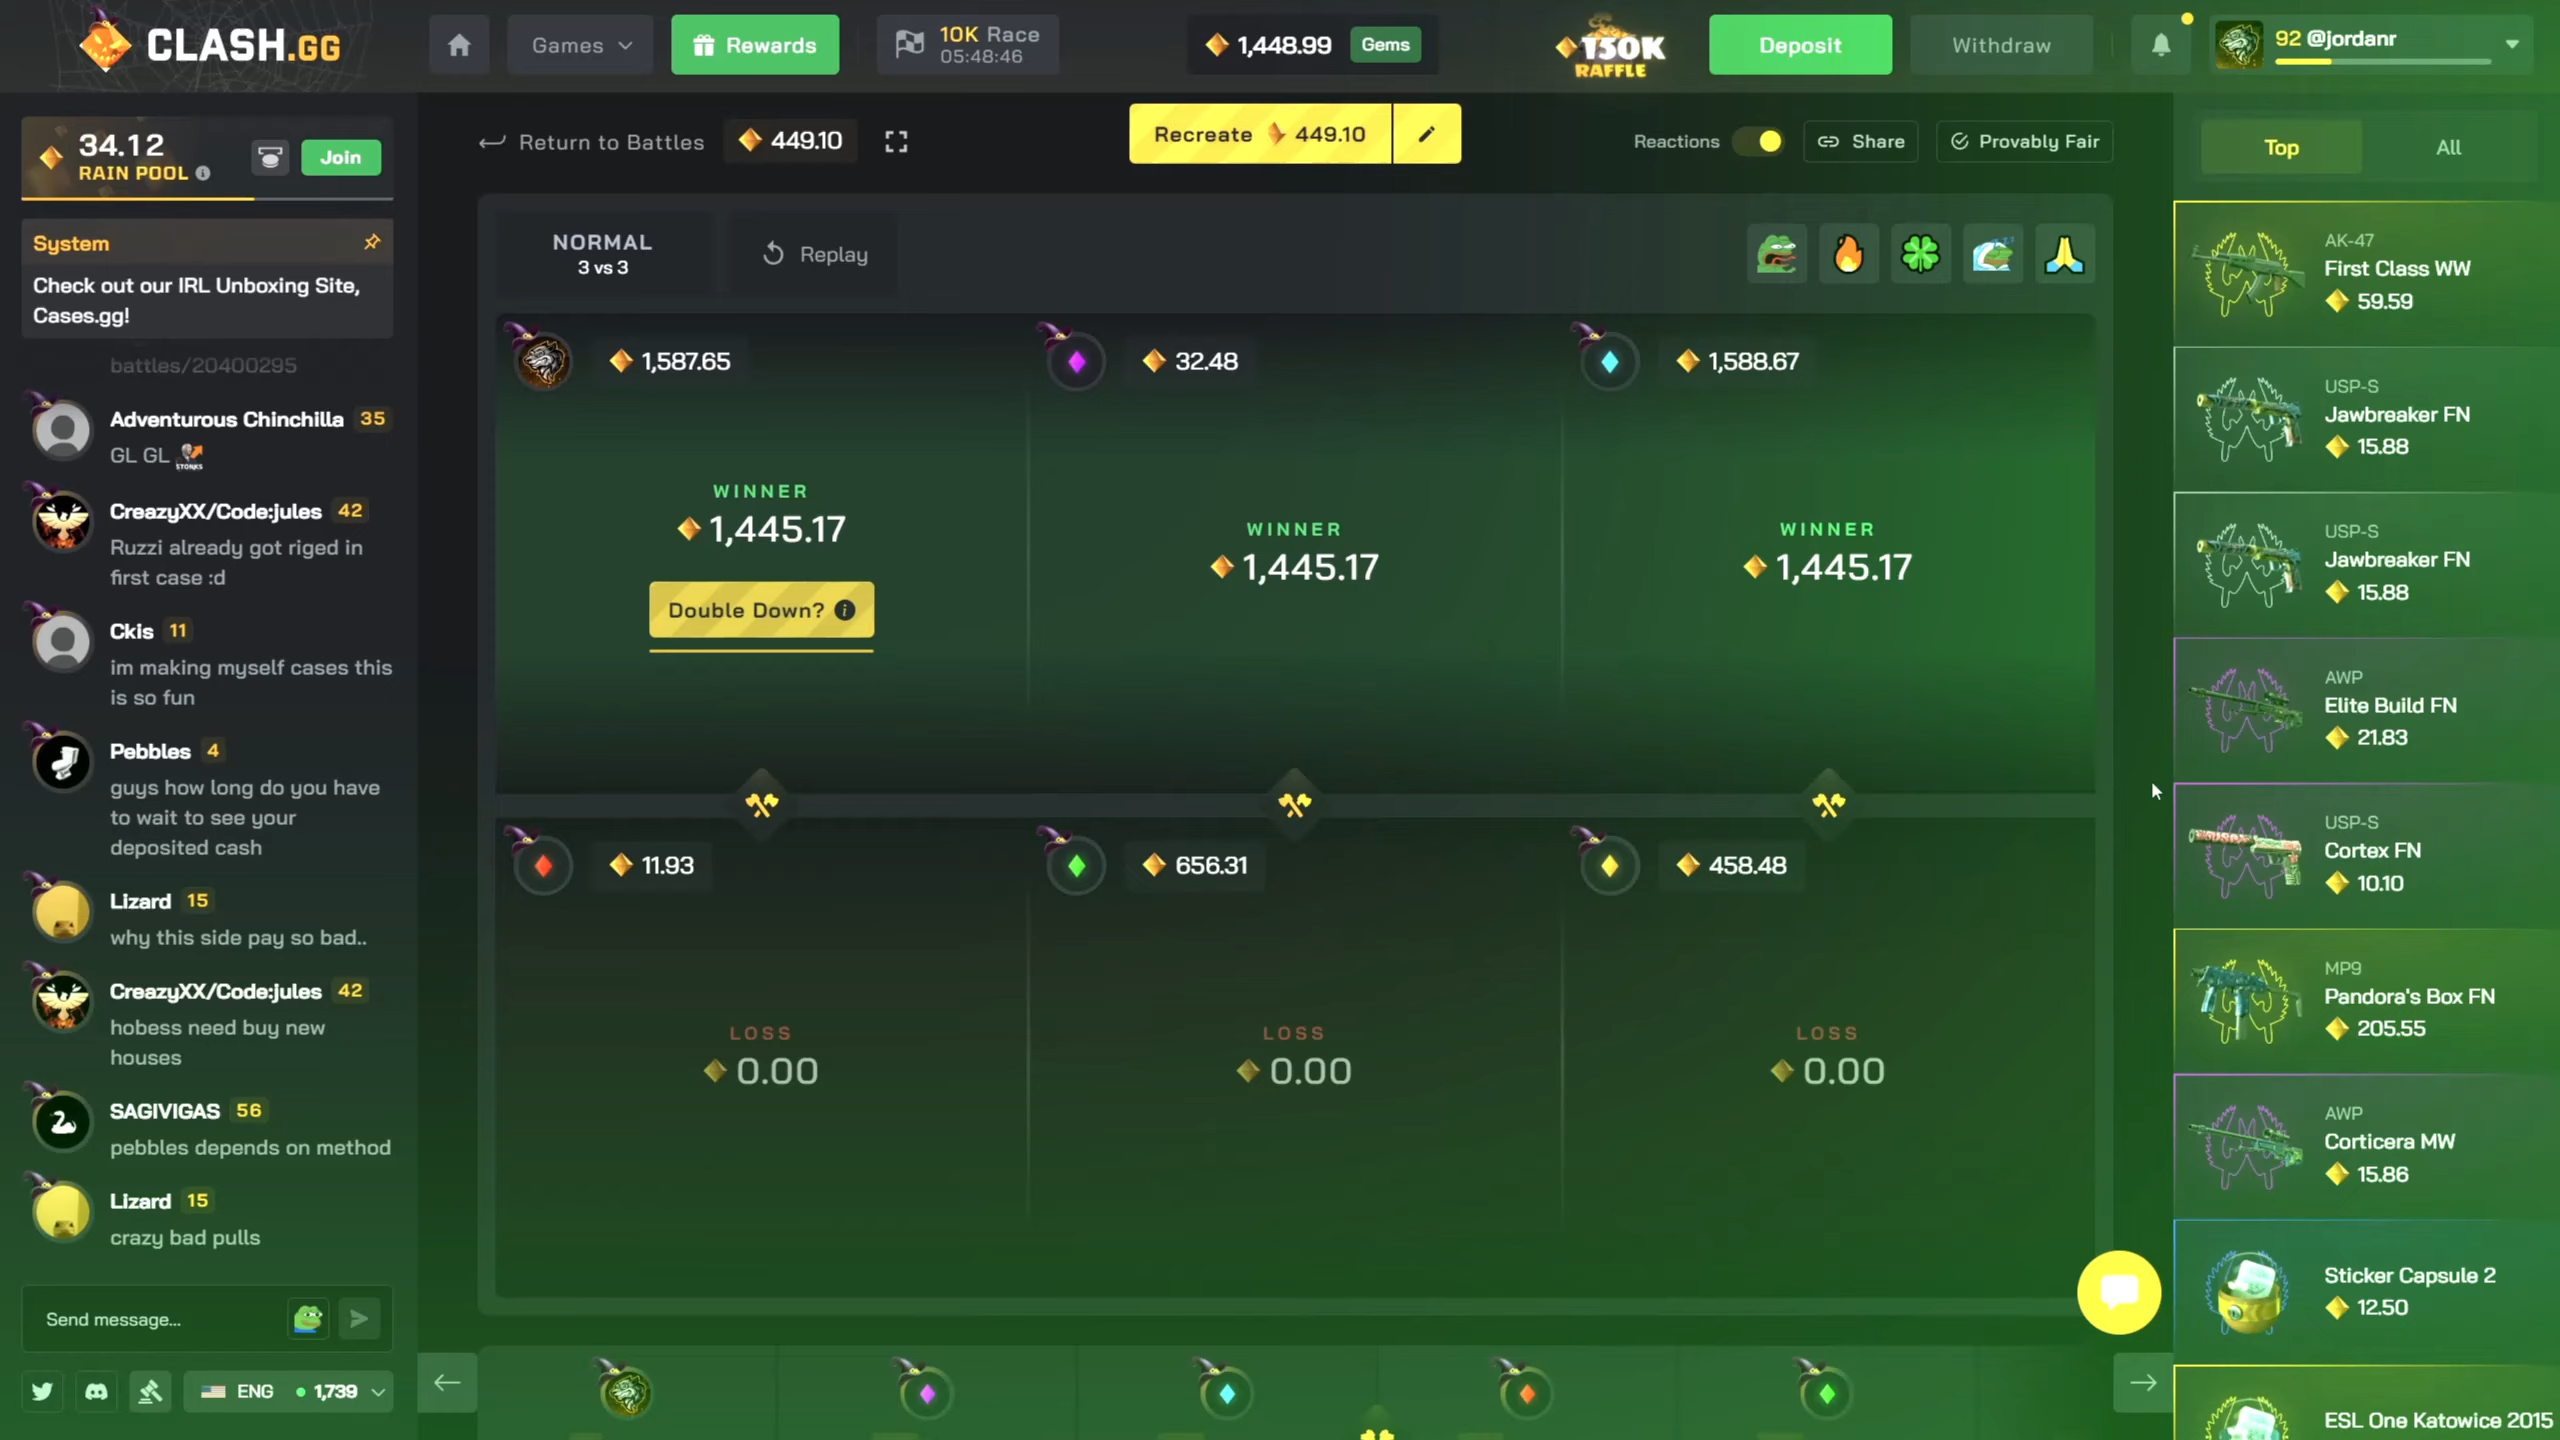 CLASH.GG
Games
Rewards
10K Race
05:48:46
1,448.99
Gems
150K
RAFFLE
Deposit
Withdraw
92 @jordanr
34.12
RAIN POOL
Join
System
Check out our IRL Unboxing Site,
Cases.gg!
battles/20400295
Adventurous Chinchilla 35
GL GL
STONKS
CreazyXX/Code:jules 42
Ruzzi already got riged in
first case :d
Ckis 11
im making myself cases this
is so fun
Pebbles 4
guys how long do you have
to wait to see your
deposited cash
Lizard 15
why this side pay so bad..
CreazyXX/Code:jules 42
hobess need buy new
houses
SAGIVIGAS 56
pebbles depends on method
Lizard 15
crazy bad pulls
Send message...
ENG 1,739
Return to Battles
449.10
Recreate 449.10
Reactions
Share
Provably Fair
NORMAL
3 vs 3
Replay
1,587.65
WINNER
1,445.17
Double Down?
32.48
WINNER
1,445.17
1,588.67
WINNER
1,445.17
11.93
LOSS
0.00
656.31
LOSS
0.00
458.48
LOSS
0.00
Top
All
AK-47
First Class WW
59.59
USP-S
Jawbreaker FN
15.88
USP-S
Jawbreaker FN
15.88
AWP
Elite Build FN
21.83
USP-S
Cortex FN
10.10
MP9
Pandora's Box FN
205.55
AWP
Corticera MW
15.86
Sticker Capsule 2
12.50
ESL One Katowice 2015